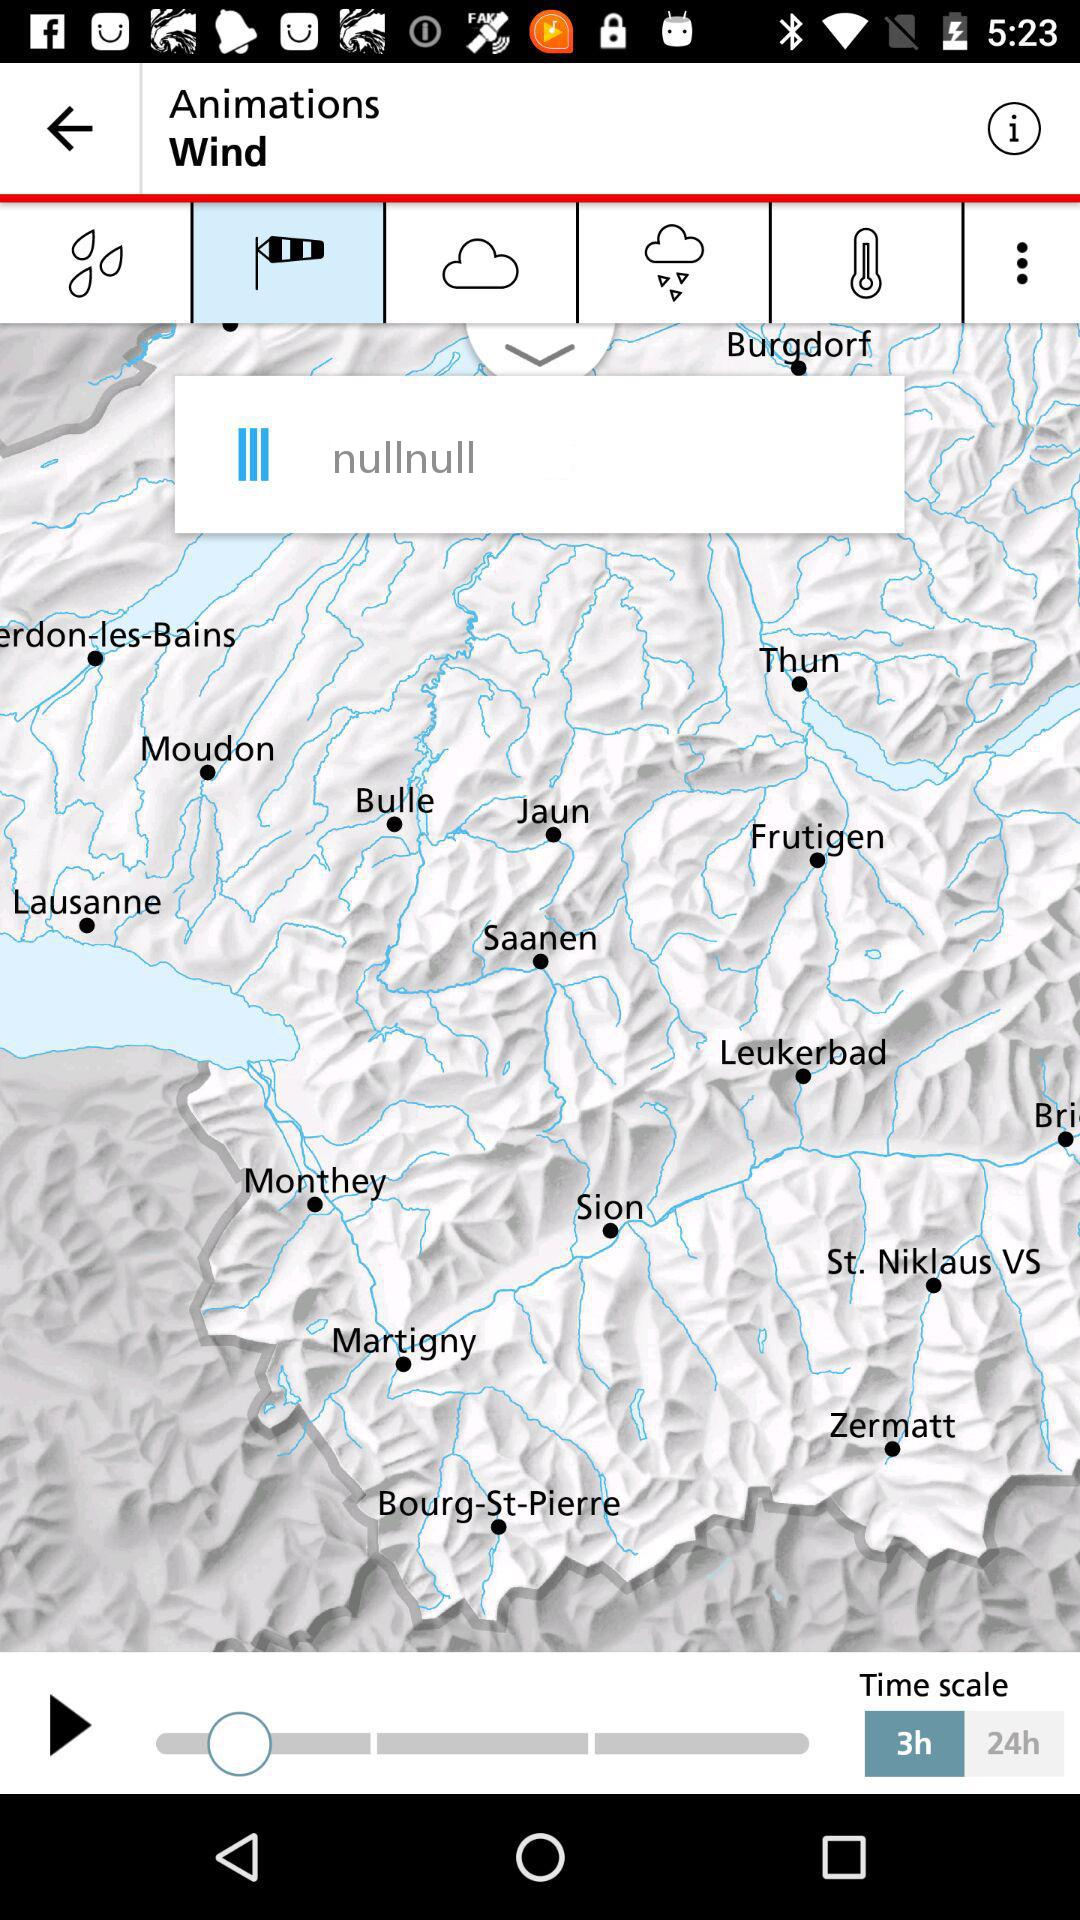 FAKE
5:23
Animations
Wind
Burgdorf
nullnull
erdon-les-Bains
Thun
Moudon
Bulle
Jaun
Frutigen
Lausanne
Saanen
Leukerbad
Bri
Monthey
Sion
St. Niklaus VS
Martigny
Zermatt
Bourg-St-Pierre
Time scale
3h 24h